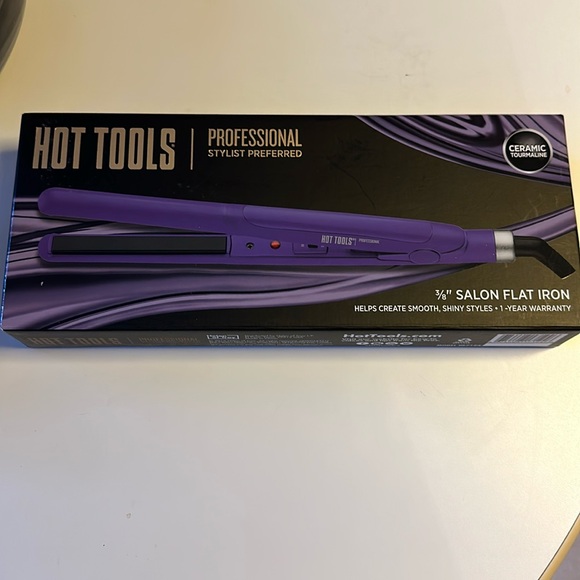 HOT TOOLS
PROFESSIONAL
STYLIST PREFERRED
CERAMIC
TOURMALINE
HOT TOOLS
PROFESSIONAL
3/8" SALON FLAT IRON
HELPS CREATE SMOOTH, SHINY STYLES • 1-YEAR WARRANTY
HOT TOOLS
HotTools.com